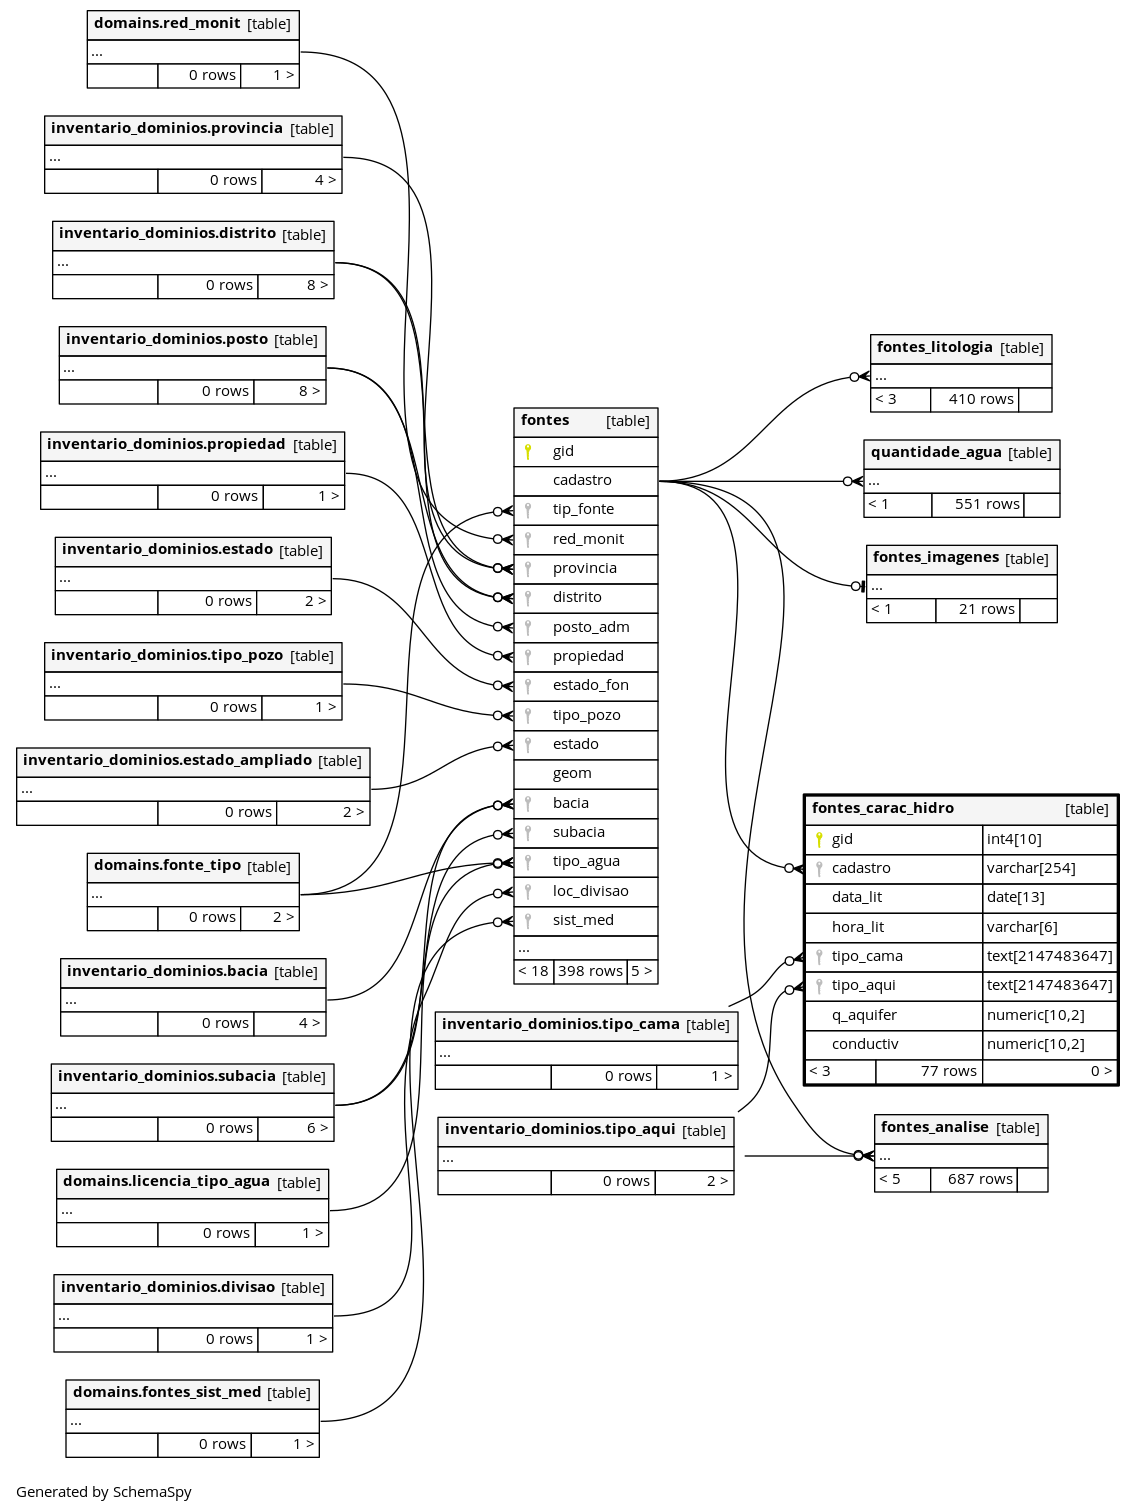 domains.red_monit [table]
...
0 rows 1 >
inventario_dominios.provincia [table]
...
0 rows 4 >
inventario_dominios.distrito [table]
...
0 rows 8 >
inventario_dominios.posto [table]
...
0 rows 8 >
inventario_dominios.propiedad [table]
...
0 rows 1 >
inventario_dominios.estado [table]
...
0 rows 2 >
inventario_dominios.tipo_pozo [table]
...
0 rows 1 >
inventario_dominios.estado_ampliado [table]
...
0 rows 2 >
domains.fonte_tipo [table]
...
0 rows 2 >
inventario_dominios.bacia [table]
...
0 rows 4 >
inventario_dominios.subacia [table]
...
0 rows 6 >
domains.licencia_tipo_agua [table]
...
0 rows 1 >
inventario_dominios.divisao [table]
...
0 rows 1 >
domains.fontes_sist_med [table]
...
0 rows 1 >
fontes [table]
gid
cadastro
tip_fonte
red_monit
provincia
distrito
posto_adm
propiedad
estado_fon
tipo_pozo
estado
geom
bacia
subacia
tipo_agua
loc_divisao
sist_med
...
< 18 398 rows 5 >
inventario_dominios.tipo_cama [table]
...
0 rows 1 >
inventario_dominios.tipo_aqui [table]
...
0 rows 2 >
fontes_litologia [table]
...
< 3 410 rows
quantidade_agua [table]
...
< 1 551 rows
fontes_imagenes [table]
...
< 1 21 rows
fontes_carac_hidro [table]
gid int4[10]
cadastro varchar[254]
data_lit date[13]
hora_lit varchar[6]
tipo_cama text[2147483647]
tipo_aqui text[2147483647]
q_aquifer numeric[10,2]
conductiv numeric[10,2]
< 3 77 rows 0 >
fontes_analise [table]
...
< 5 687 rows
Generated by SchemaSpy